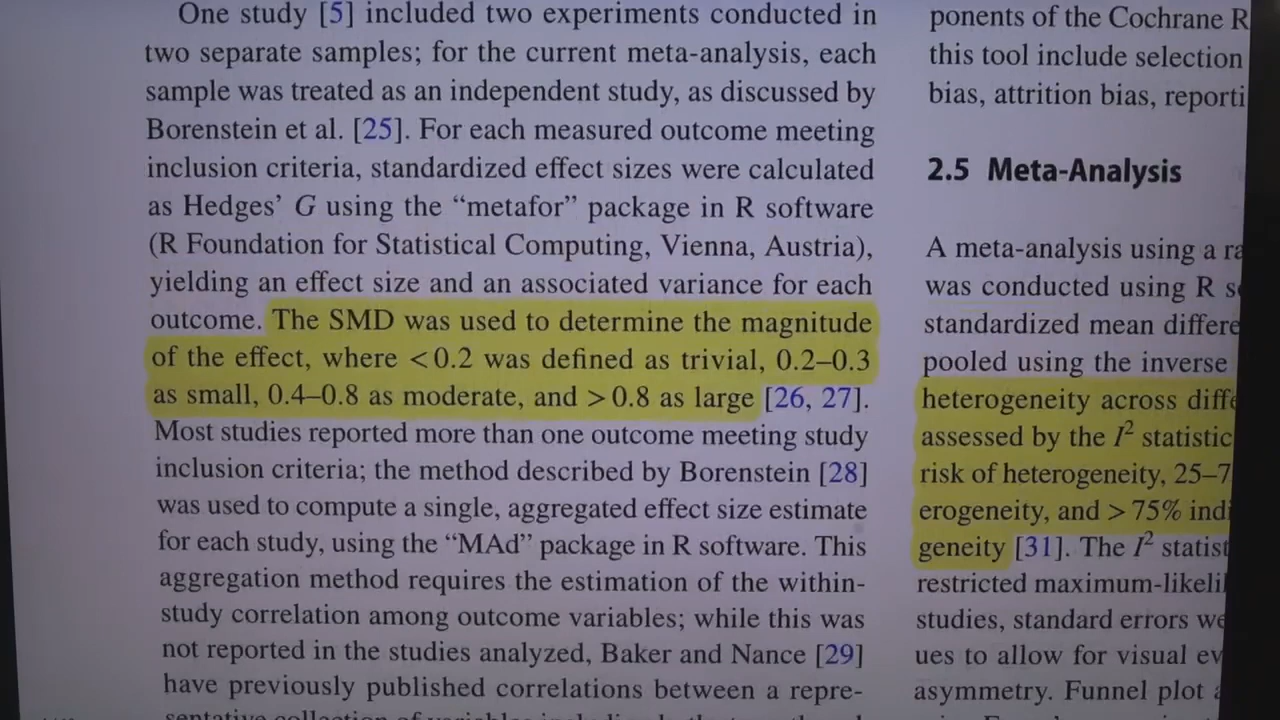 One study [5] included two experiments conducted in
two separate samples; for the current meta-analysis, each
sample was treated as an independent study, as discussed by
Borenstein et al. [25]. For each measured outcome meeting
inclusion criteria, standardized effect sizes were calculated
as Hedges’ G using the “metafor” package in R software
(R Foundation for Statistical Computing, Vienna, Austria),
yielding an effect size and an associated variance for each
outcome. The SMD was used to determine the magnitude
of the effect, where <0.2 was defined as trivial, 0.2–0.3
as small, 0.4–0.8 as moderate, and >0.8 as large [26, 27].
Most studies reported more than one outcome meeting study
inclusion criteria; the method described by Borenstein [28]
was used to compute a single, aggregated effect size estimate
for each study, using the “MAd” package in R software. This
aggregation method requires the estimation of the within-
study correlation among outcome variables; while this was
not reported in the studies analyzed, Baker and Nance [29]
have previously published correlations between a repre-
ponents of the Cochrane R
this tool include selection
bias, attrition bias, reporti
2.5 Meta-Analysis
A meta-analysis using a ra
was conducted using R s
standardized mean differe
pooled using the inverse
heterogeneity across diffe
assessed by the I² statistic
risk of heterogeneity, 25–7
erogeneity, and >75% indi
geneity [31]. The I² statist
restricted maximum-likeli
studies, standard errors we
ues to allow for visual ev
asymmetry. Funnel plot